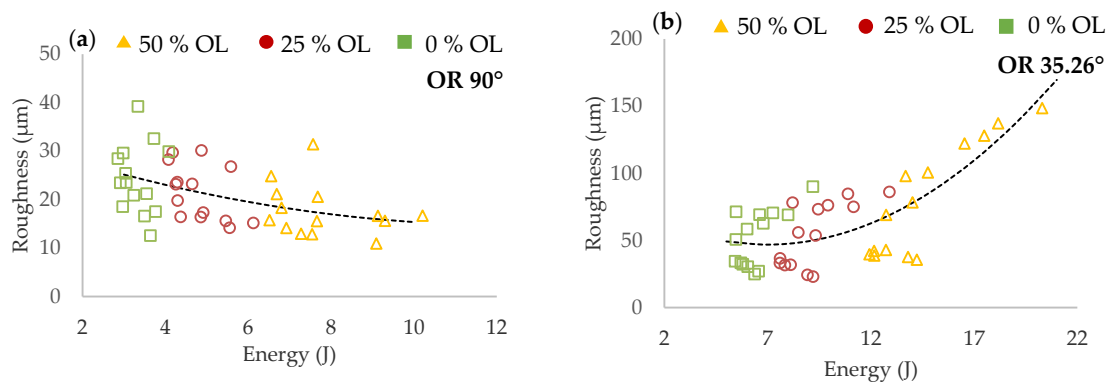 (a) 50 % OL 25 % OL 0 % OL
OR 90°
50
40
30
20
10
0
Roughness (µm)
2 4 6 8 10 12
Energy (J)
(b) 50 % OL 25 % OL 0 % OL
OR 35.26°
200
150
100
50
0
Roughness (µm)
2 7 12 17 22
Energy (J)